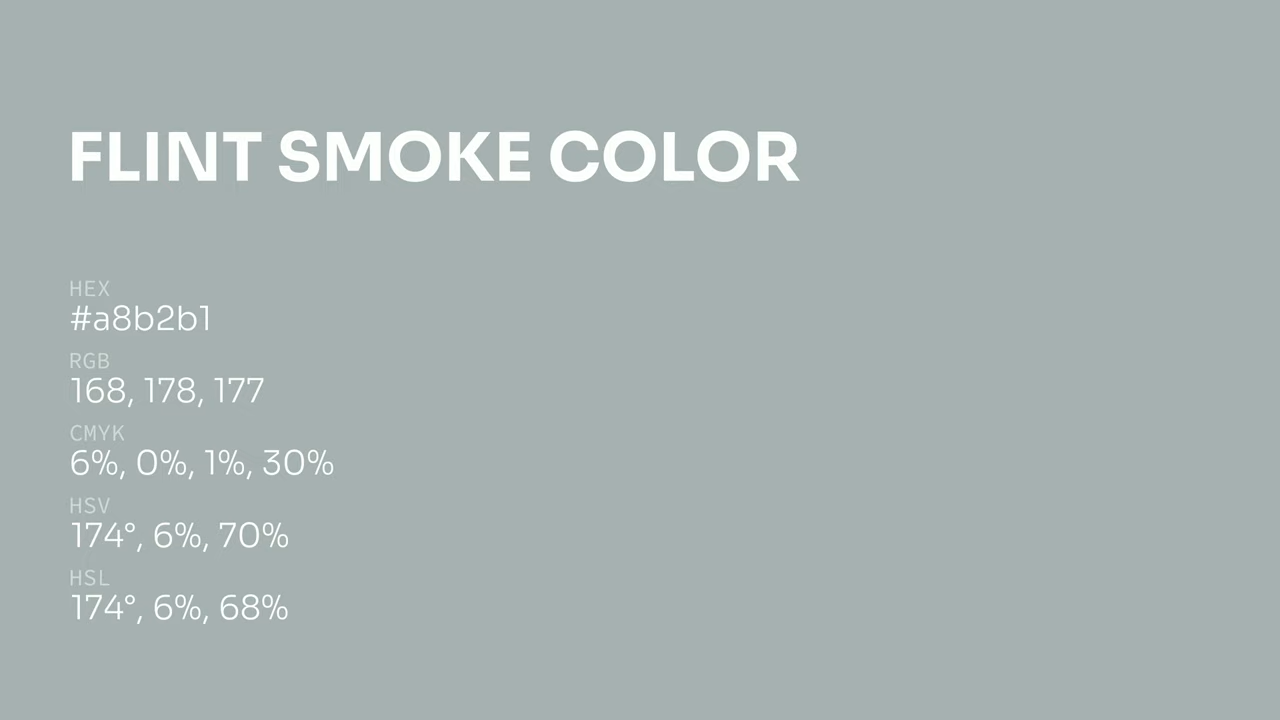 FLINT SMOKE COLOR
HEX
#a8b2b1
RGB
168, 178, 177
CMYK
6%, 0%, 1%, 30%
HSV
174°, 6%, 70%
HSL
174°, 6%, 68%